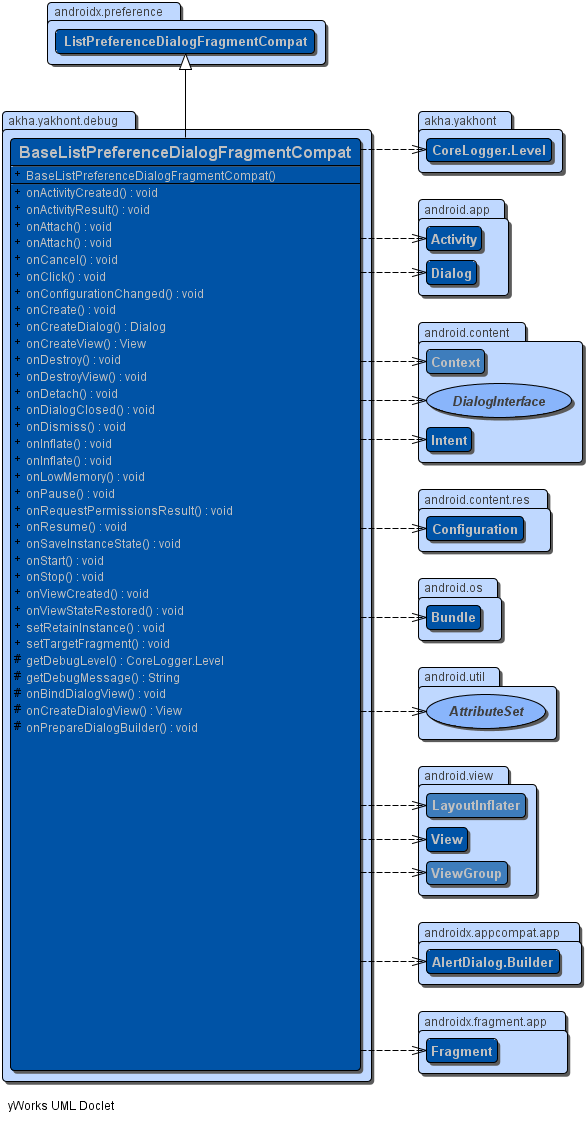 androidx.preference
ListPreferenceDialogFragmentCompat
akha.yakhont.debug
BaseListPreferenceDialogFragmentCompat
+ BaseListPreferenceDialogFragmentCompat()
+ onActivityCreated() : void
+ onActivityResult() : void
+ onAttach() : void
+ onAttach() : void
+ onCancel() : void
+ onClick() : void
+ onConfigurationChanged() : void
+ onCreate() : void
+ onCreateDialog() : Dialog
+ onCreateView() : View
+ onDestroy() : void
+ onDestroyView() : void
+ onDetach() : void
+ onDialogClosed() : void
+ onDismiss() : void
+ onInflate() : void
+ onInflate() : void
+ onLowMemory() : void
+ onPause() : void
+ onRequestPermissionsResult() : void
+ onResume() : void
+ onSaveInstanceState() : void
+ onStart() : void
+ onStop() : void
+ onViewCreated() : void
+ onViewStateRestored() : void
+ setRetainInstance() : void
+ setTargetFragment() : void
# getDebugLevel() : CoreLogger.Level
# getDebugMessage() : String
# onBindDialogView() : void
# onCreateDialogView() : View
# onPrepareDialogBuilder() : void
akha.yakhont
CoreLogger.Level
android.app
Activity
Dialog
android.content
Context
DialogInterface
Intent
android.content.res
Configuration
android.os
Bundle
android.util
AttributeSet
android.view
LayoutInflater
View
ViewGroup
androidx.appcompat.app
AlertDialog.Builder
androidx.fragment.app
Fragment
yWorks UML Doclet